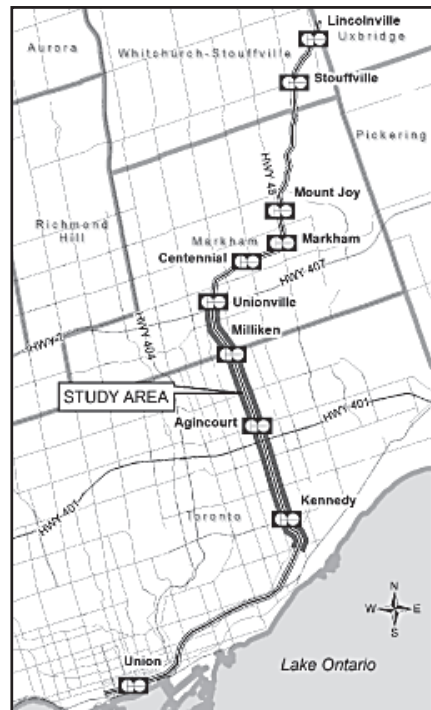 Lincolnville
Uxbridge
Aurora
Whitchurch-Stouffville
Stouffville
Pickering
HWY 48
Mount Joy
Richmond
Hill
Markham
Markham
Centennial
HWY 407
Unionville
HWY 7
HWY 404
Milliken
STUDY AREA
HWY 401
Agincourt
HWY 401
Kennedy
Toronto
N
W E
S
Union
Lake Ontario